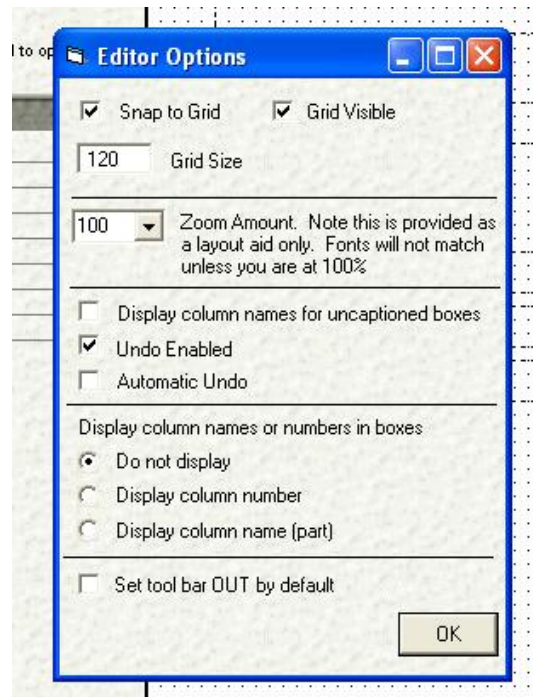 l to op
Editor Options
Snap to Grid Grid Visible
120 Grid Size
100 Zoom Amount. Note this is provided as
a layout aid only. Fonts will not match
unless you are at 100%
Display column names for uncaptioned boxes
Undo Enabled
Automatic Undo
Display column names or numbers in boxes
Do not display
Display column number
Display column name (part)
Set tool bar OUT by default
OK